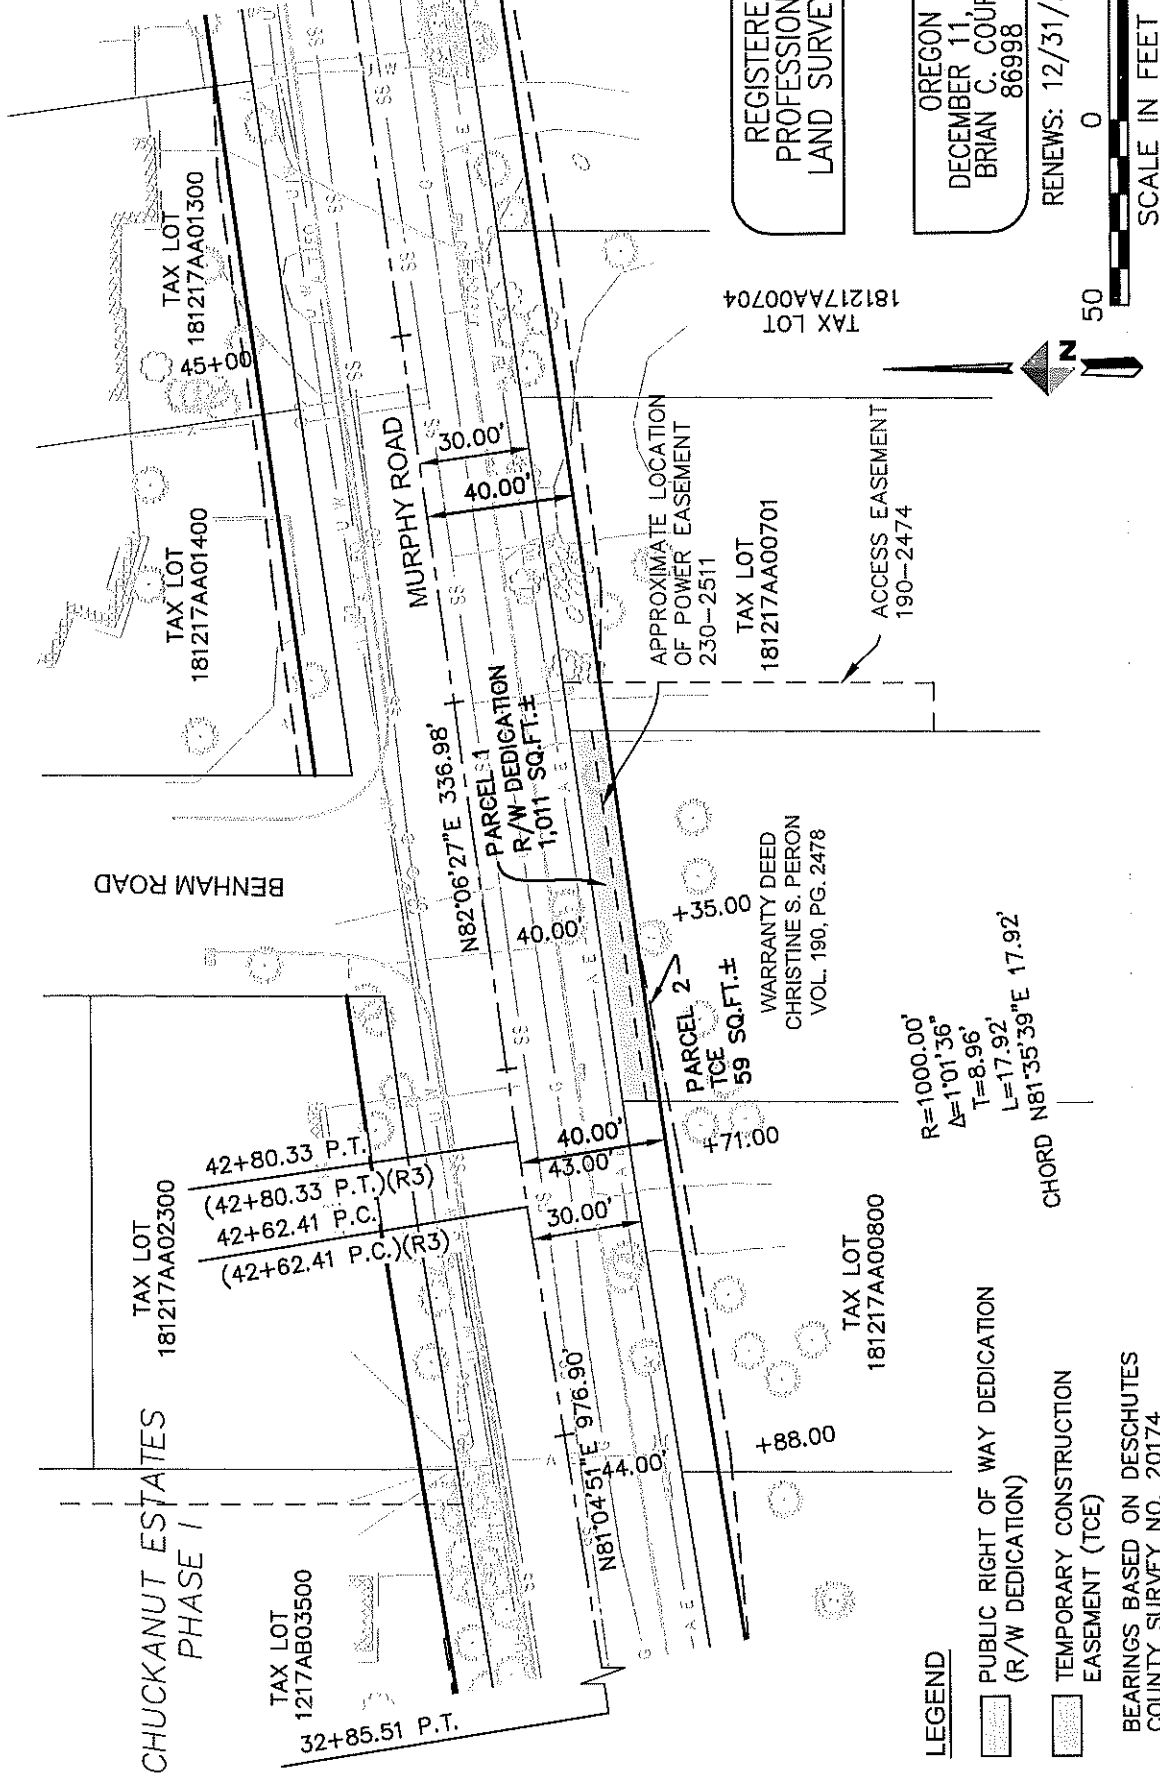 CHUCKANUT ESTATES
PHASE I
TAX LOT
1217AB03500
32+85.51 P.T.
TAX LOT
181217AA02300
42+80.33 P.T.
(42+80.33 P.T.)(R3)
42+62.41 P.C.
(42+62.41 P.C.)(R3)
BENHAM ROAD
TAX LOT
181217AA01400
TAX LOT
181217AA01300
45+00
MURPHY ROAD
30.00'
40.00'
N82°06'27"E 336.98'
PARCEL 1
R/W DEDICATION
1,011 SQ.FT.±
40.00'
40.00'
43.00'
30.00'
N81°04'51"E 976.90'
44.00'
+88.00
+71.00
+35.00
PARCEL 2
TCE
59 SQ.FT.±
WARRANTY DEED
CHRISTINE S. PERON
VOL. 190, PG. 2478
APPROXIMATE LOCATION
OF POWER EASEMENT
230-2511
TAX LOT
181217AA00701
ACCESS EASEMENT
190-2474
TAX LOT
181217AA00704
TAX LOT
181217AA00800
R=1000.00'
Δ=1°01'36"
T=8.96'
L=17.92'
CHORD N81°35'39"E 17.92'
REGISTERE
PROFESSION
LAND SURVE
OREGON
DECEMBER 11,
BRIAN C. COUR
86998
RENEWS: 12/31/
N
50 0
SCALE IN FEET
LEGEND
PUBLIC RIGHT OF WAY DEDICATION
(R/W DEDICATION)
TEMPORARY CONSTRUCTION
EASEMENT (TCE)
BEARINGS BASED ON DESCHUTES
COUNTY SURVEY NO. 20174